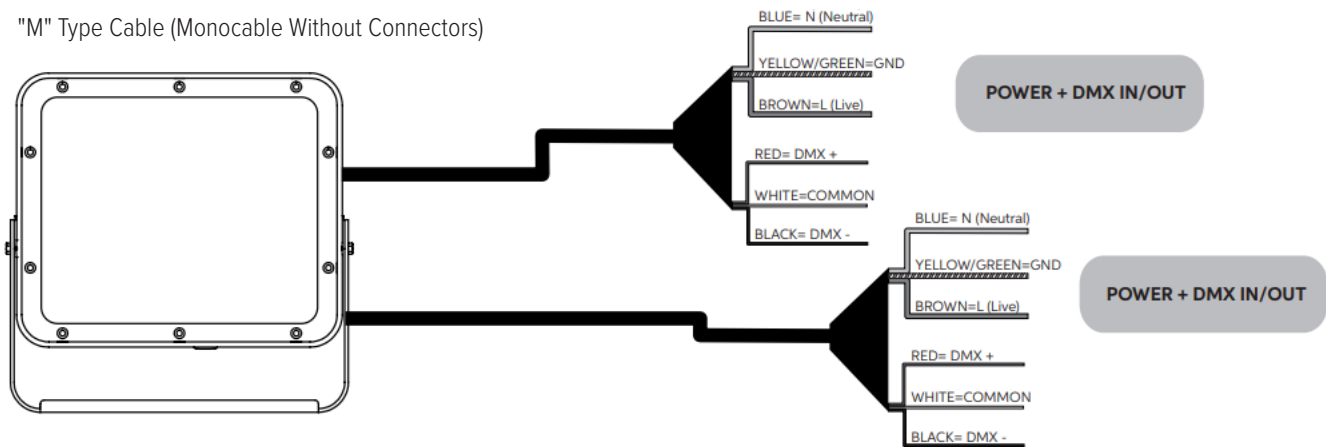 "M" Type Cable (Monocable Without Connectors)
BLUE= N (Neutral)
YELLOW/GREEN=GND
BROWN=L (Live)
RED= DMX +
WHITE=COMMON
BLACK= DMX -
POWER + DMX IN/OUT
BLUE= N (Neutral)
YELLOW/GREEN=GND
BROWN=L (Live)
RED= DMX +
WHITE=COMMON
BLACK= DMX -
POWER + DMX IN/OUT